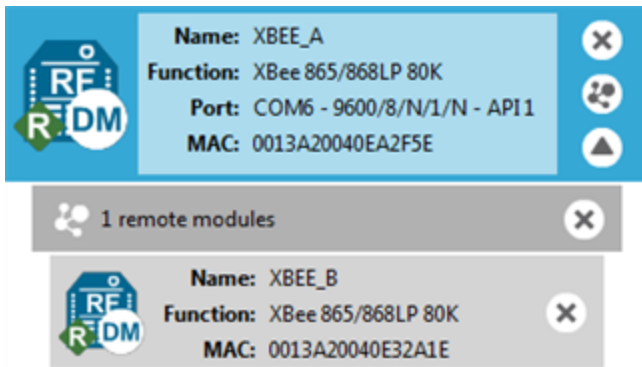 Name: XBEE_A
Function: XBee 865/868LP 80K
Port: COM6 - 9600/8/N/1/N - API 1
MAC: 0013A20040EA2F5E
RF
R DM
1 remote modules
Name: XBEE_B
Function: XBee 865/868LP 80K
MAC: 0013A20040E32A1E
RF
R DM